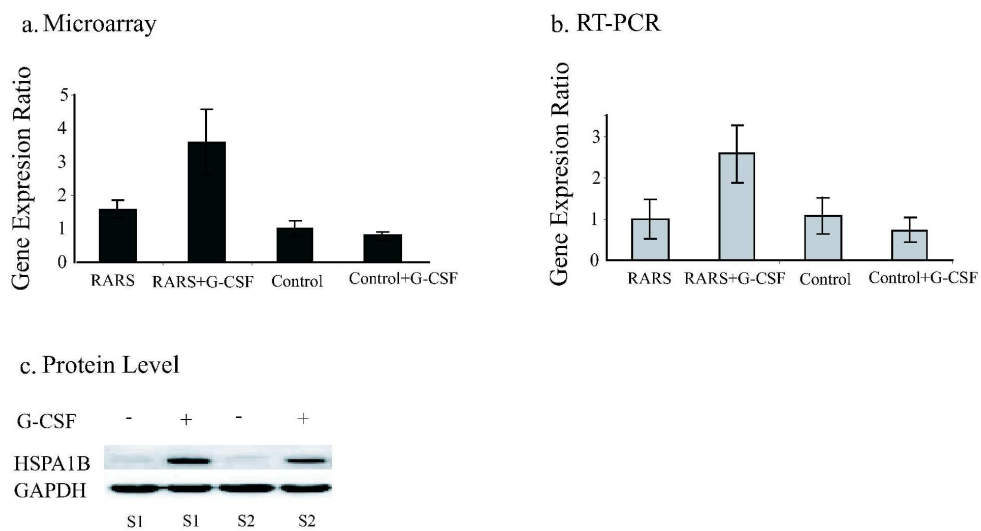 a. Microarray
Gene Expression Ratio
5
4
3
2
1
0
RARS RARS+G-CSF Control Control+G-CSF
b. RT-PCR
Gene Expresion Ratio
3
2
1
0
RARS RARS+G-CSF Control Control+G-CSF
c. Protein Level
G-CSF - + - +
HSPA1B
GAPDH
S1 S1 S2 S2